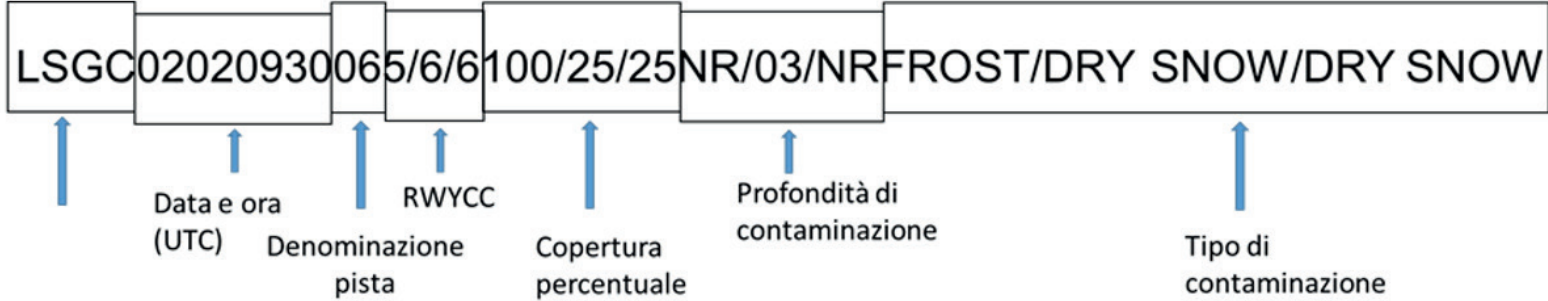 LSGC02020930065/6/6100/25/25NR/03/NRFROST/DRY SNOW/DRY SNOW
Data e ora
(UTC)
Denominazione
pista
RWYCC
Copertura
percentuale
Profondità di
contaminazione
Tipo di
contaminazione